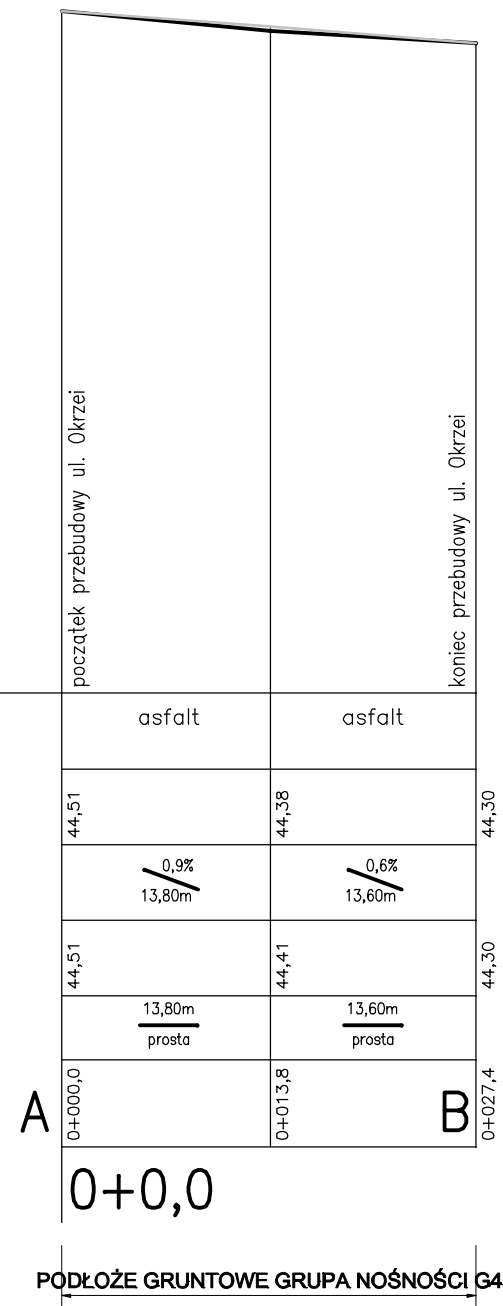 początek przebudowy ul. Okrzei
koniec przebudowy ul. Okrzei
asfalt asfalt
44,51 44,38 44,30
0,9% 0,6%
13,80m 13,60m
44,51 44,41 44,30
13,80m 13,60m
prosta prosta
A 0+000,0 0+013,8 B 0+027,4
0+0,0
PODŁOŻE GRUNTOWE GRUPA NOŚNOŚCI G4